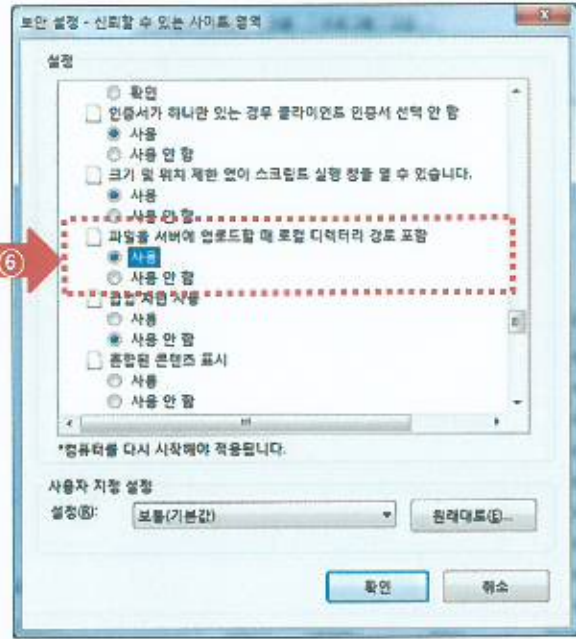 보안 설정 - 신뢰할 수 있는 사이트 영역
설정
확인
인증서가 하나만 있는 경우 클라이언트 인증서 선택 안 함
사용
사용 안 함
크기 및 위치 제한 없이 스크립트 실행 창을 열 수 있습니다.
사용
사용 안 함
파일을 서버에 업로드할 때 로컬 디렉터리 경로 포함
⑥
사용
사용 안 함
팝업 차단 사용
사용
사용 안 함
혼합된 콘텐츠 표시
사용
사용 안 함
*컴퓨터를 다시 시작해야 적용됩니다.
사용자 지정 설정
설정(R):
보통(기본값)
원래대로(E)...
확인
취소